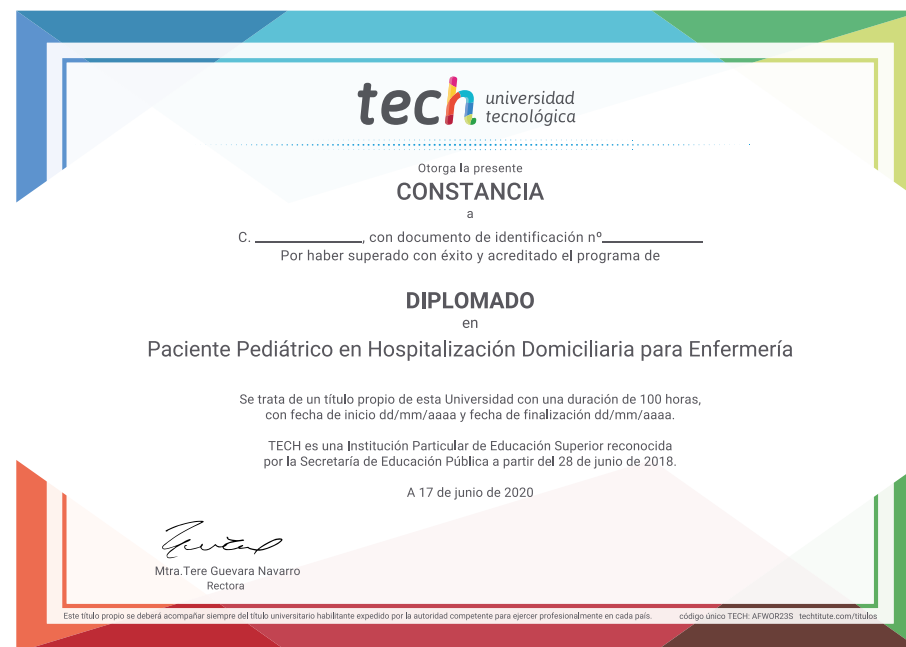 tech universidad
tecnológica
Otorga la presente
CONSTANCIA
a
C. ____________, con documento de identificación nº____________
Por haber superado con éxito y acreditado el programa de
DIPLOMADO
en
Paciente Pediátrico en Hospitalización Domiciliaria para Enfermería
Se trata de un título propio de esta Universidad con una duración de 100 horas,
con fecha de inicio dd/mm/aaaa y fecha de finalización dd/mm/aaaa.
TECH es una Institución Particular de Educación Superior reconocida
por la Secretaría de Educación Pública a partir del 28 de junio de 2018.
A 17 de junio de 2020
Mtra.Tere Guevara Navarro
Rectora
Este título propio se deberá acompañar siempre del título universitario habilitante expedido por la autoridad competente para ejercer profesionalmente en cada país. código único TECH: AFWOR23S techtitute.com/titulos